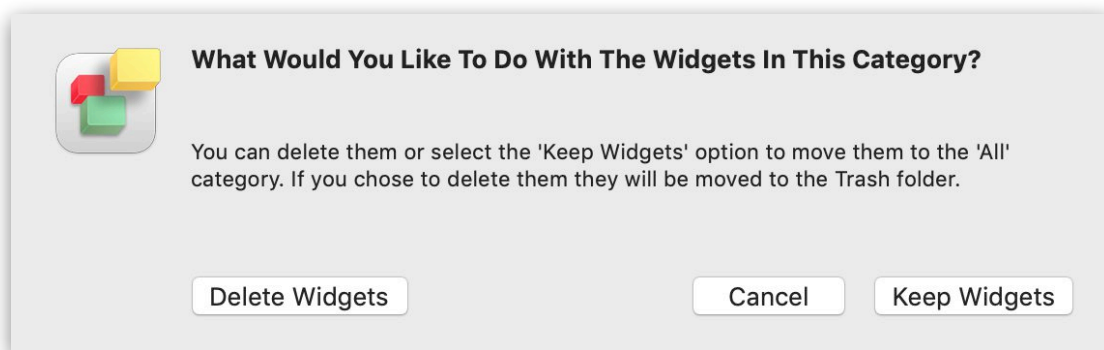 What Would You Like To Do With The Widgets In This Category?
You can delete them or select the 'Keep Widgets' option to move them to the 'All'
category. If you chose to delete them they will be moved to the Trash folder.
Delete Widgets
Cancel
Keep Widgets